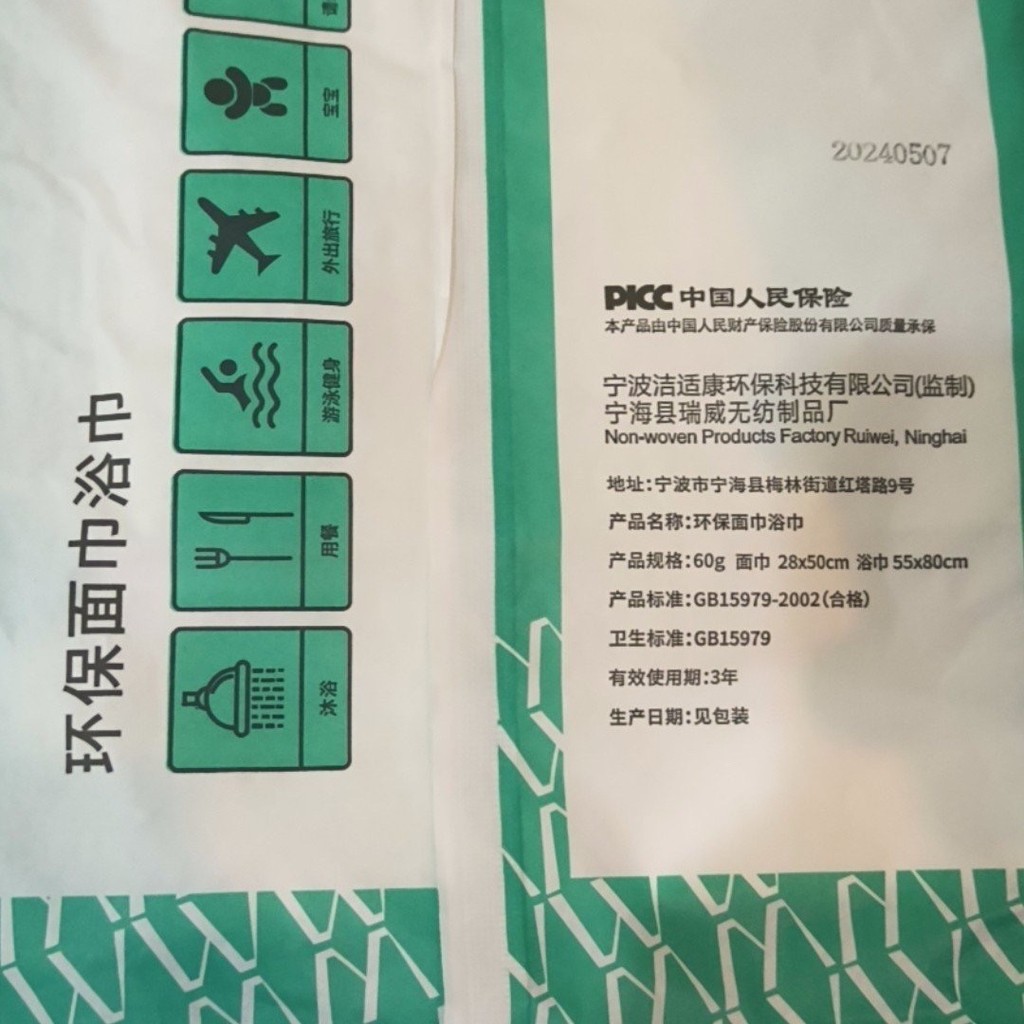 请
宝宝
外出旅行
游泳健身
用餐
沐浴
环保面巾浴巾
20240507
PICC 中国人民保险
本产品由中国人民财产保险股份有限公司质量承保
宁波洁适康环保科技有限公司(监制)
宁海县瑞威无纺制品厂
Non-woven Products Factory Ruiwei, Ninghai
地址:宁波市宁海县梅林街道红塔路9号
产品名称:环保面巾浴巾
产品规格:60g 面巾 28x50cm 浴巾 55x80cm
产品标准:GB15979-2002(合格)
卫生标准:GB15979
有效使用期:3年
生产日期:见包装